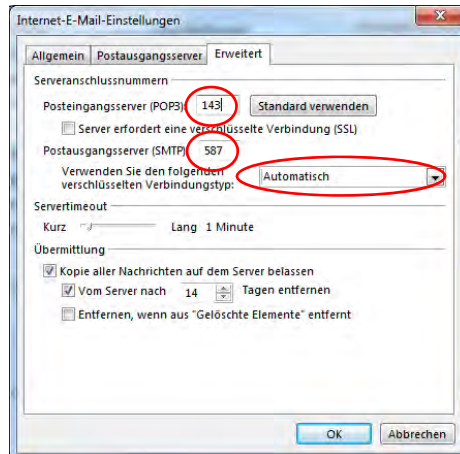 Internet-E-Mail-Einstellungen
Allgemein Postausgangsserver Erweitert
Serveranschlussnummern
Posteingangsserver (POP3): 143 Standard verwenden
Server erfordert eine verschlüsselte Verbindung (SSL)
Postausgangsserver (SMTP): 587
Verwenden Sie den folgenden
verschlüsselten Verbindungstyp: Automatisch
Servertimeout
Kurz Lang 1 Minute
Übermittlung
Kopie aller Nachrichten auf dem Server belassen
Vom Server nach 14 Tagen entfernen
Entfernen, wenn aus "Gelöschte Elemente" entfernt
OK Abbrechen